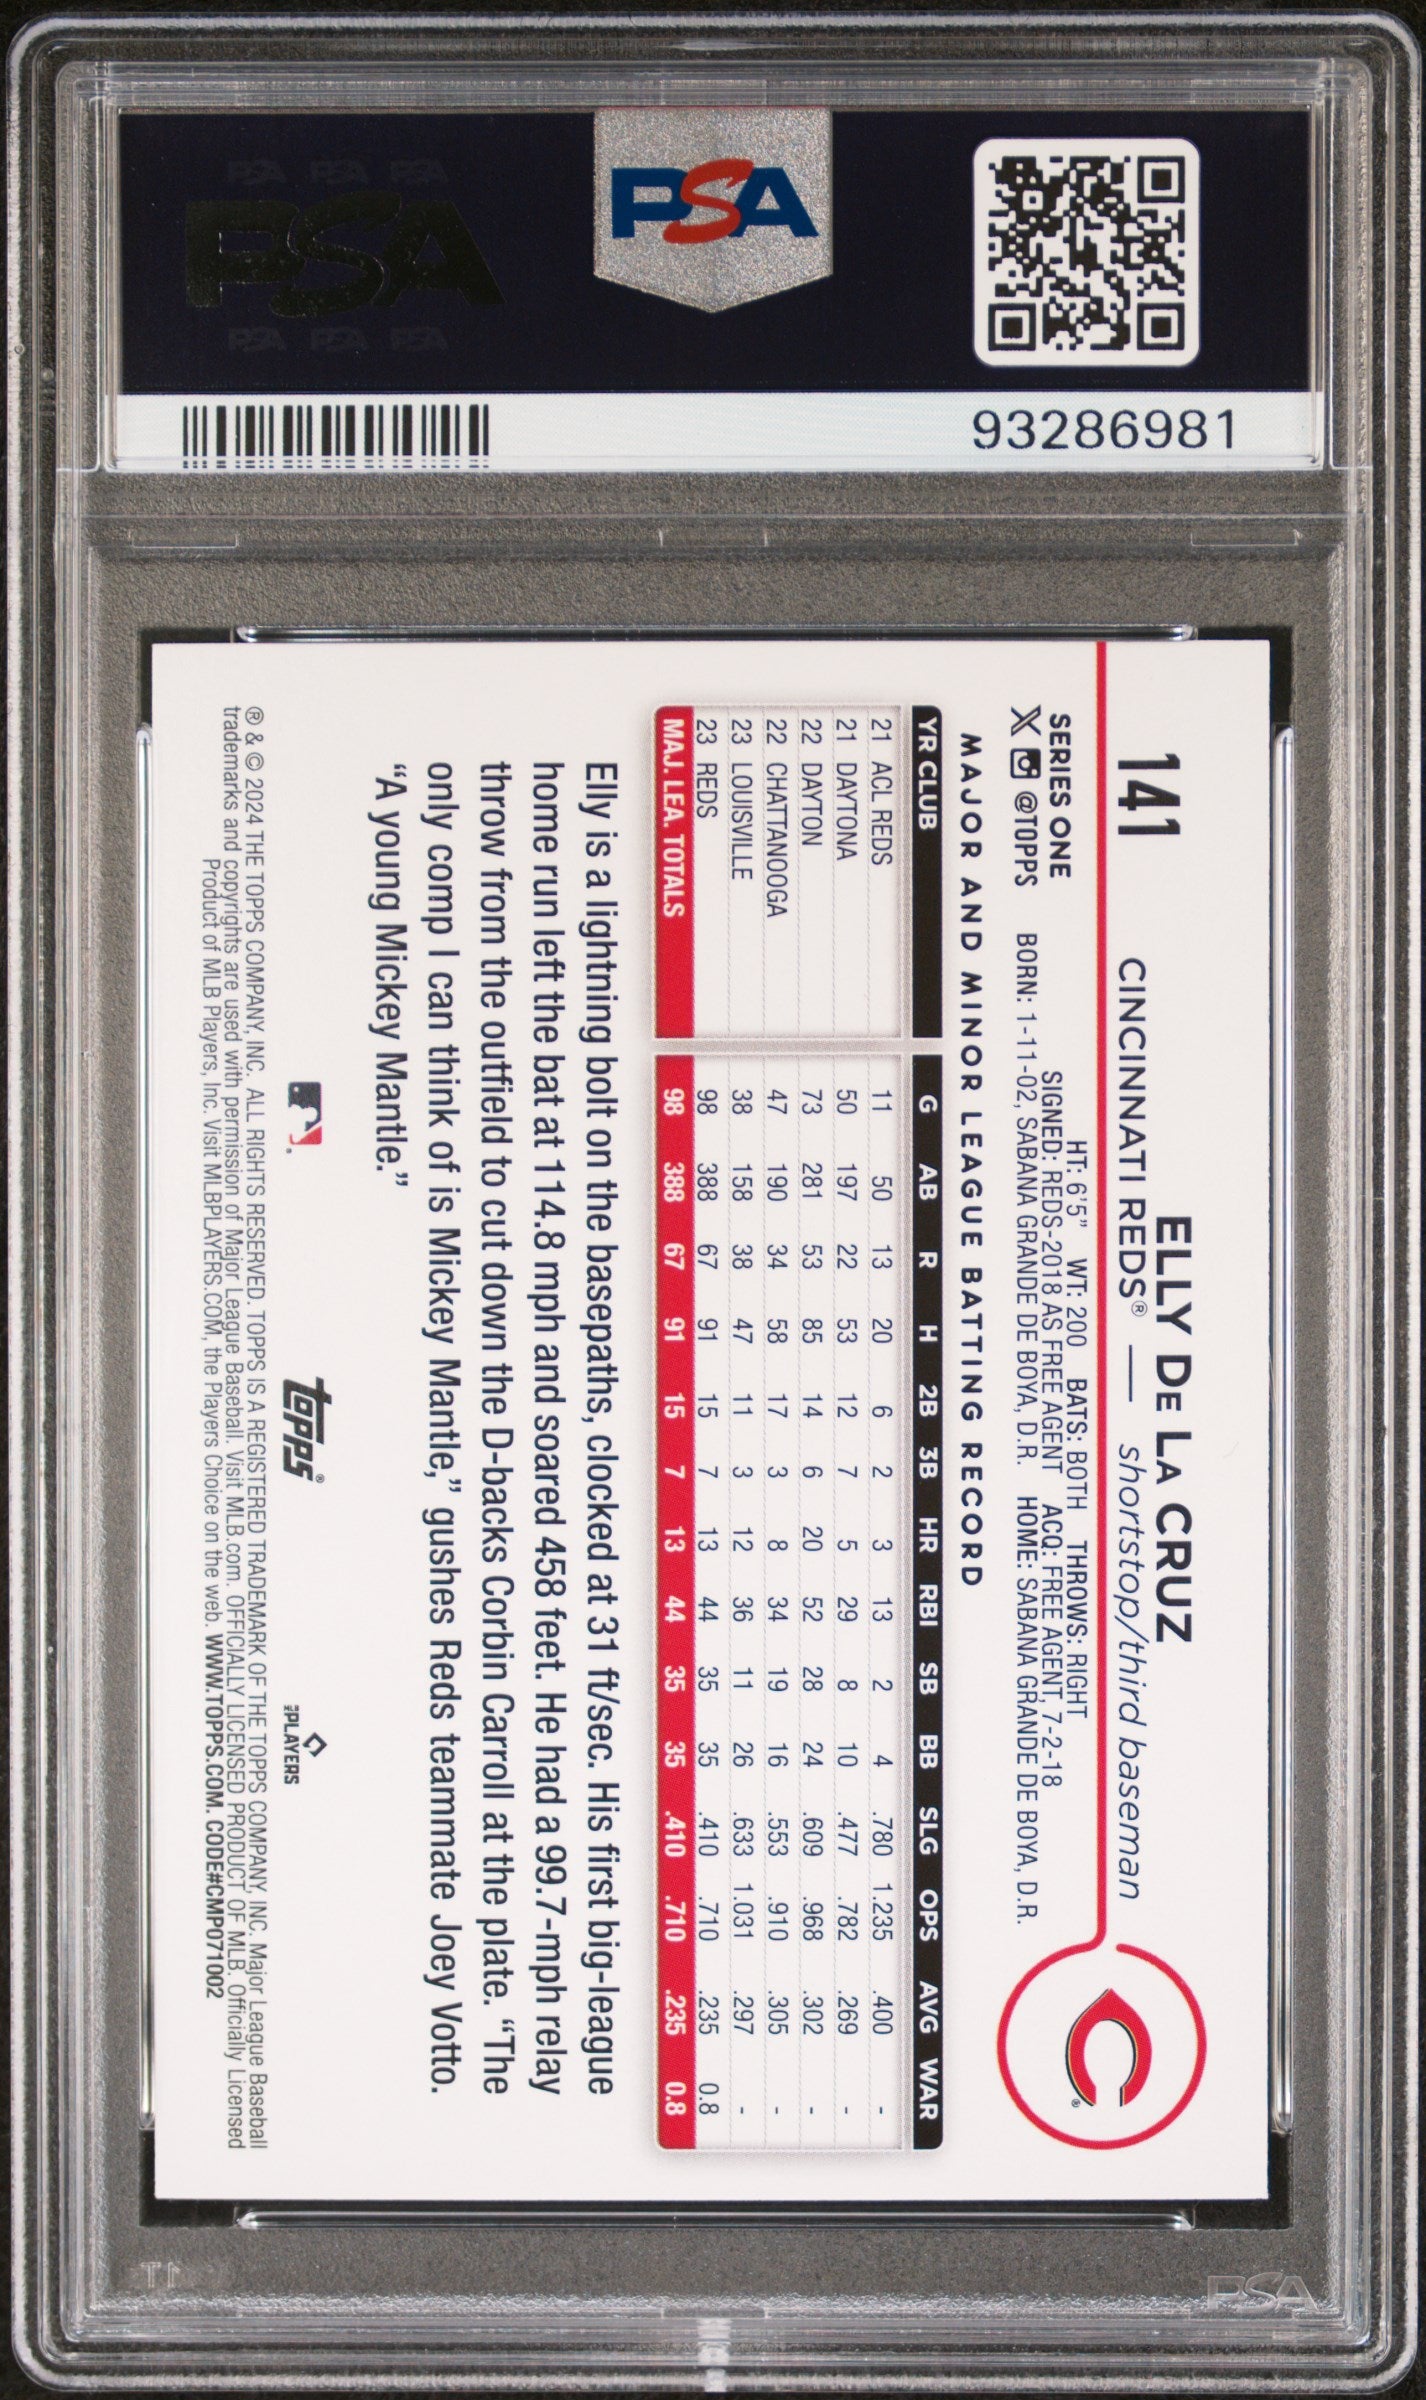 PSA PSA PSA
PSA
PSA PSA PSA
PSA
93286981
141
ELLY DE LA CRUZ
CINCINNATI REDS® — shortstop/third baseman
SERIES ONE
@TOPPS
HT: 6'5" WT: 200 BATS: BOTH THROWS: RIGHT
SIGNED: REDS-2018 AS FREE AGENT ACQ: FREE AGENT, 7-2-18
BORN: 1-11-02, SABANA GRANDE DE BOYA, D.R. HOME: SABANA GRANDE DE BOYA, D.R.
C®
MAJOR AND MINOR LEAGUE BATTING RECORD
YR CLUB G AB R H 2B 3B HR RBI SB BB SLG OPS AVG WAR
21 ACL REDS 11 50 13 20 6 2 3 13 2 4 .780 1.235 .400 -
21 DAYTONA 50 197 22 53 12 7 5 29 8 10 .477 .782 .269 -
22 DAYTON 73 281 53 85 14 6 20 52 28 24 .609 .968 .302 -
22 CHATTANOOGA 47 190 34 58 17 3 8 34 19 16 .553 .910 .305 -
23 LOUISVILLE 38 158 38 47 11 3 12 36 11 26 .633 1.031 .297 -
23 REDS 98 388 67 91 15 7 13 44 35 35 .410 .710 .235 0.8
MAJ. LEA. TOTALS 98 388 67 91 15 7 13 44 35 35 .410 .710 .235 0.8
Elly is a lightning bolt on the basepaths, clocked at 31 ft/sec. His first big-league
home run left the bat at 114.8 mph and soared 458 feet. He had a 99.7-mph relay
throw from the outfield to cut down the D-backs Corbin Carroll at the plate. “The
only comp I can think of is Mickey Mantle,” gushes Reds teammate Joey Votto.
“A young Mickey Mantle.”
topps®
THE PLAYERS
® & © 2024 THE TOPPS COMPANY, INC. ALL RIGHTS RESERVED. TOPPS IS A REGISTERED TRADEMARK OF THE TOPPS COMPANY, INC. Major League Baseball
trademarks and copyrights are used with permission of Major League Baseball. Visit MLB.com. OFFICIALLY LICENSED PRODUCT OF MLB. Officially Licensed
Product of MLB Players, Inc. Visit MLBPLAYERS.COM, the Players Choice on the web. WWW.TOPPS.COM. CODE#CMP071002
PSA